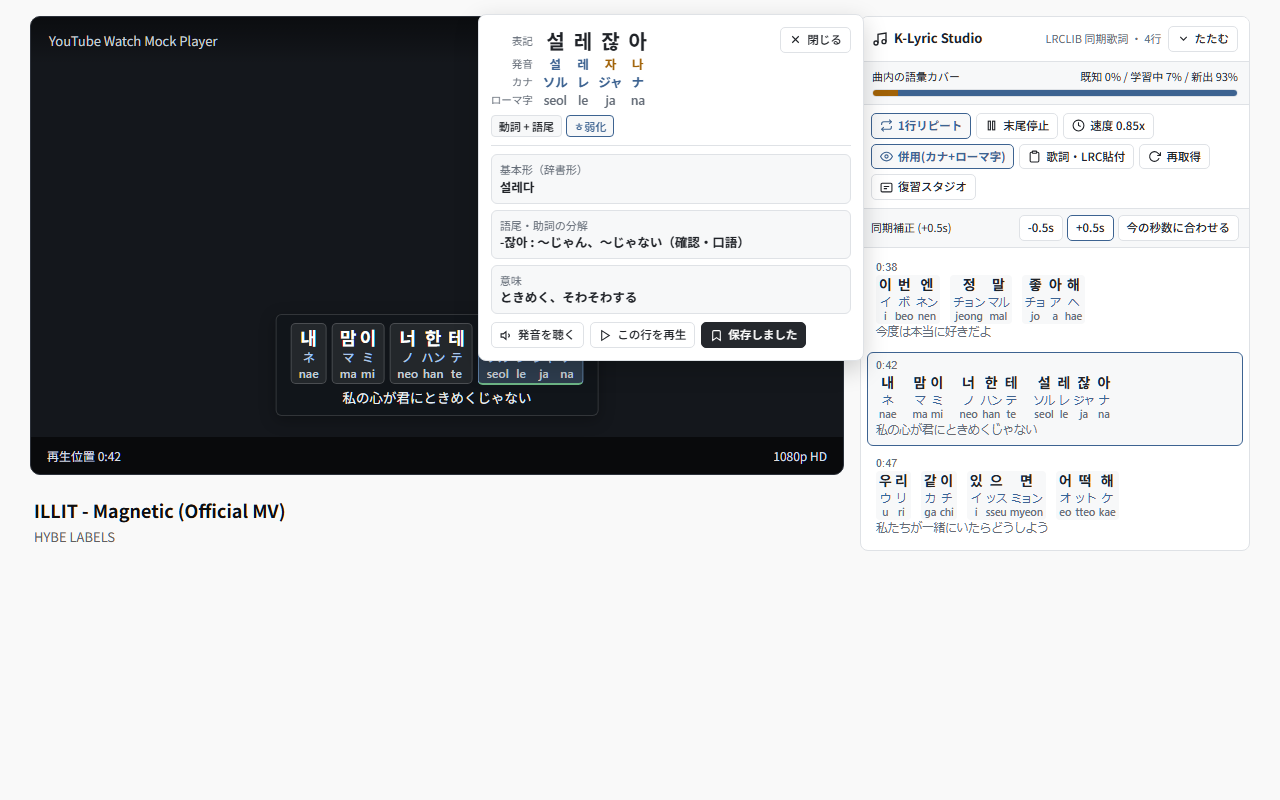 YouTube Watch Mock Player
表記 설 레 잖 아
発音 설 레 자 나
カナ ソル レ ジャ ナ
ローマ字 seol le ja na
閉じる
動詞 + 語尾 ㅎ弱化
基本形（辞書形）
설레다
語尾・助詞の分解
-잖아 : 〜じゃん、〜じゃない（確認・口語）
意味
ときめく、そわそわする
発音を聴く この行を再生 保存しました
내 맘 이 너 한 테
ネ マ ミ ノ ハン テ
nae ma mi neo han te seol le ja na
私の心が君にときめくじゃない
再生位置 0:42 1080p HD
ILLIT - Magnetic (Official MV)
HYBE LABELS
K-Lyric Studio LRCLIB 同期歌詞 ・ 4行 たたむ
曲内の語彙カバー 既知 0% / 学習中 7% / 新出 93%
1行リピート 末尾停止 速度 0.85x
併用(カナ+ローマ字) 歌詞・LRC貼付 再取得
復習スタジオ
同期補正 (+0.5s) -0.5s +0.5s 今の秒数に合わせる
0:38
이 번 엔 정 말 좋 아 해
イ ボ ネン チョン マル チョ ア ヘ
i beo nen jeong mal jo a hae
今度は本当に好きだよ
0:42
내 맘 이 너 한 테 설 레 잖 아
ネ マ ミ ノ ハン テ ソル レ ジャ ナ
nae ma mi neo han te seol le ja na
私の心が君にときめくじゃない
0:47
우 리 같 이 있 으 면 어 떡 해
ウ リ カ チ イ ッス ミョン オ ット ケ
u ri ga chi i sseu myeon eo tteo kae
私たちが一緒にいたらどうしよう